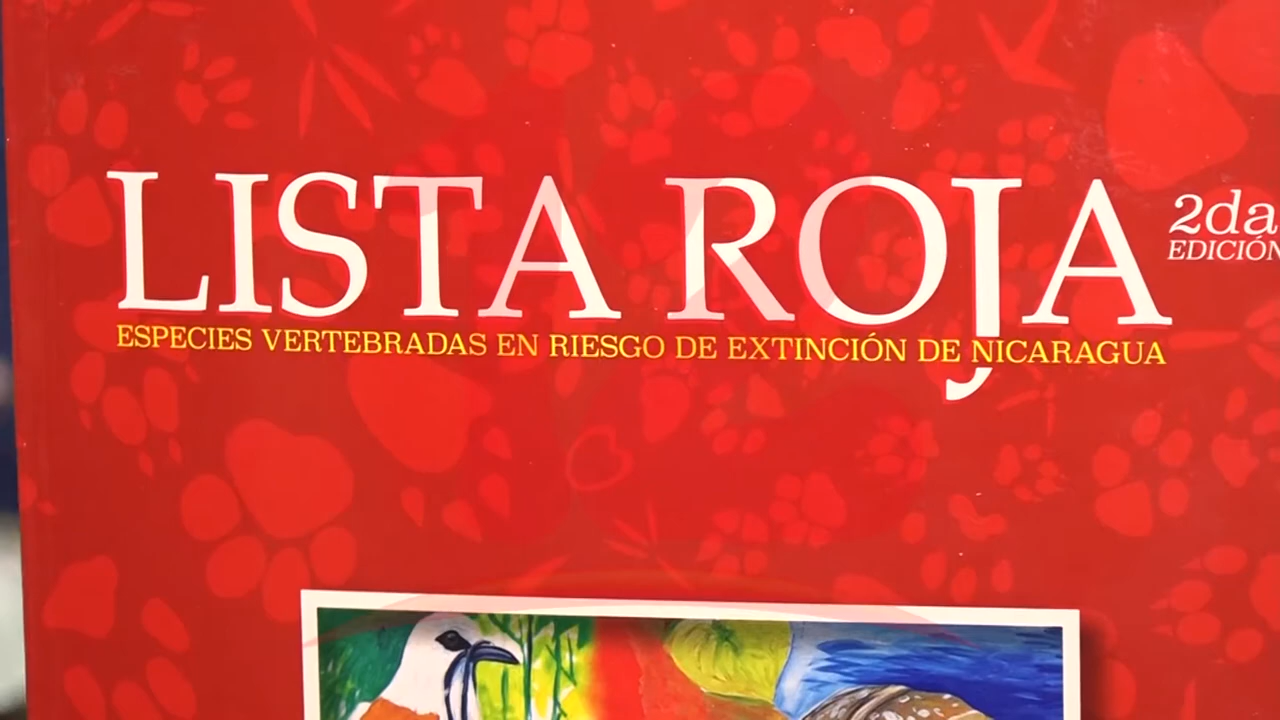 LISTA ROJA
2da
EDICIÓN
ESPECIES VERTEBRADAS EN RIESGO DE EXTINCIÓN DE NICARAGUA